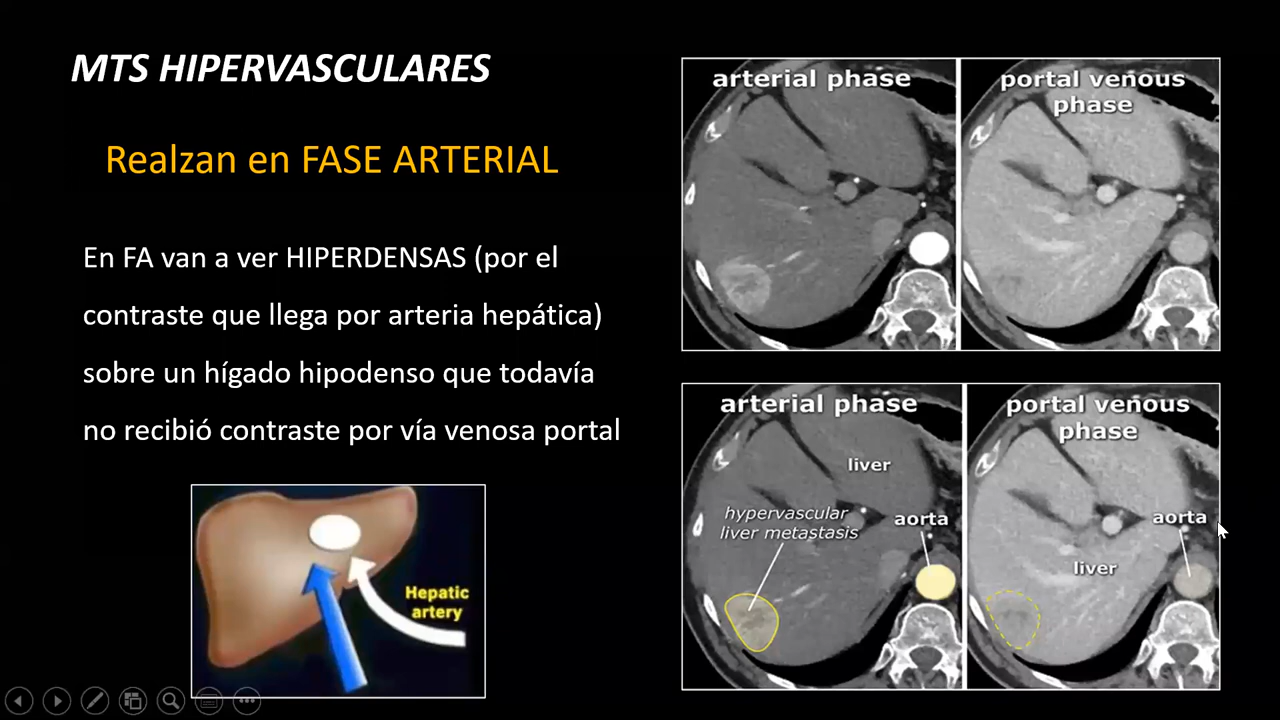 MTS HIPERVASCULARES
Realzan en FASE ARTERIAL
En FA van a ver HIPERDENSAS (por el
contraste que llega por arteria hepática)
sobre un hígado hipodenso que todavía
no recibió contraste por vía venosa portal
Hepatic
artery
arterial phase
portal venous
phase
arterial phase
liver
hypervascular
liver metastasis
aorta
portal venous
phase
aorta
liver